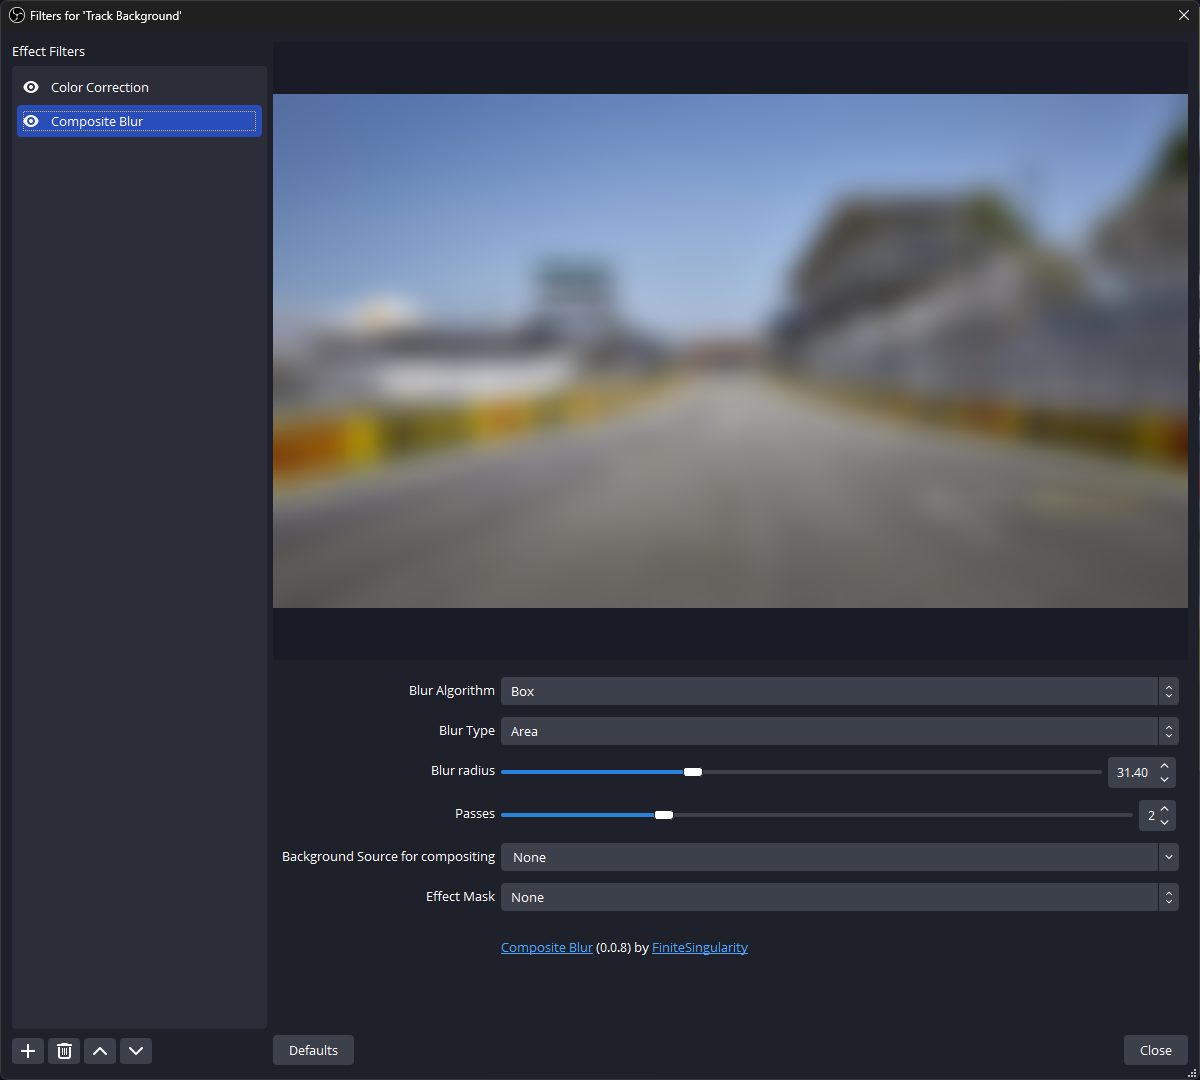 Filters for 'Track Background'
Effect Filters
Color Correction
Composite Blur
Blur Algorithm Box
Blur Type Area
Blur radius 31.40
Passes 2
Background Source for compositing None
Effect Mask None
Composite Blur (0.0.8) by FiniteSingularity
Defaults Close